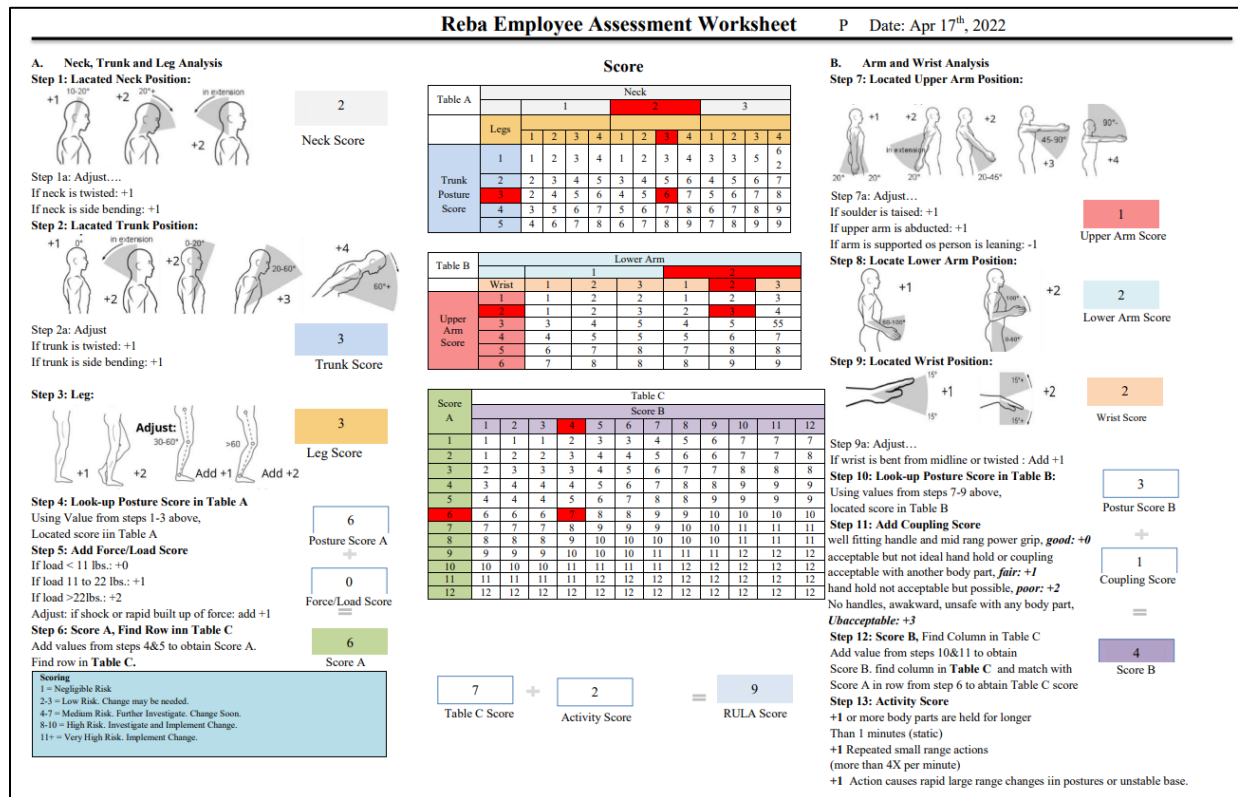 Reba Employee Assessment Worksheet P Date: Apr 17th, 2022
A. Neck, Trunk and Leg Analysis
Step 1: Lacated Neck Position:
+1 10-20° +2 20°+ in extension +2
2
Neck Score
Step 1a: Adjust….
If neck is twisted: +1
If neck is side bending: +1
Step 2: Lacated Trunk Position:
+1 0° in extension +2 +2 0-20° 20-60° +3 +4 60°+
Step 2a: Adjust
If trunk is twisted: +1
If trunk is side bending: +1
3
Trunk Score
Step 3: Leg:
+1 +2 Adjust: 30-60° Add +1 >60 Add +2
3
Leg Score
Step 4: Look-up Posture Score in Table A
Using Value from steps 1-3 above,
Located score iin Table A
6
Posture Score A
+
Step 5: Add Force/Load Score
If load < 11 lbs.: +0
If load 11 to 22 lbs.: +1
If load >22lbs.: +2
Adjust: if shock or rapid built up of force: add +1
0
Force/Load Score
=
Step 6: Score A, Find Row inn Table C
Add values from steps 4&5 to obtain Score A.
Find row in Table C.
6
Score A
Scoring
1 = Negligible Risk
2-3 = Low Risk. Change may be needed.
4-7 = Medium Risk. Further Investigate. Change Soon.
8-10 = High Risk. Investigate and Implement Change.
11+ = Very High Risk. Implement Change.
Score
Table A Neck
1 2 3
Legs
1 2 3 4 1 2 3 4 1 2 3 4
Trunk Posture Score
1 1 2 3 4 1 2 3 4 3 3 5 6 2
2 2 3 4 5 3 4 5 6 4 5 6 7
3 2 4 5 6 4 5 6 7 5 6 7 8
4 3 5 6 7 5 6 7 8 6 7 8 9
5 4 6 7 8 6 7 8 9 7 8 9 9
Table B Lower Arm
1 2
Wrist 1 2 3 1 2 3
Upper Arm Score
1 1 2 2 1 2 3
2 1 2 3 2 3 4
3 3 4 5 4 5 55
4 4 5 5 5 6 7
5 6 7 8 7 8 8
6 7 8 8 8 9 9
Score A Table C
Score B
1 2 3 4 5 6 7 8 9 10 11 12
1 1 1 1 2 3 3 4 5 6 7 7 7
2 1 2 2 3 4 4 5 6 6 7 7 8
3 2 3 3 3 4 5 6 7 7 8 8 8
4 3 4 4 4 5 6 7 8 8 9 9 9
5 4 4 4 5 6 7 8 8 9 9 9 9
6 6 6 6 7 8 8 9 9 10 10 10 10
7 7 7 7 8 9 9 9 10 10 11 11 11
8 8 8 8 9 10 10 10 10 10 11 11 11
9 9 9 9 10 10 10 11 11 11 12 12 12
10 10 10 10 11 11 11 11 12 12 12 12 12
11 11 11 11 11 12 12 12 12 12 12 12 12
12 12 12 12 12 12 12 12 12 12 12 12 12
7 + 2 = 9
Table C Score Activity Score RULA Score
B. Arm and Wrist Analysis
Step 7: Located Upper Arm Position:
20° 20° +1 +2 in extension 20° +2 20-45° 45-90° +3 90°- +4
Step 7a: Adjust…
If soulder is taised: +1
If upper arm is abducted: +1
If arm is supported os person is leaning: -1
1
Upper Arm Score
Step 8: Locate Lower Arm Position:
+1 60-100° 100° +2 0-60°
2
Lower Arm Score
Step 9: Located Wrist Position:
15° 15° +1 15°+ 15°+ +2
2
Wrist Score
Step 9a: Adjust…
If wrist is bent from midline or twisted : Add +1
Step 10: Look-up Posture Score in Table B:
Using values from steps 7-9 above,
located score in Table B
3
Postur Score B
+
Step 11: Add Coupling Score
well fitting handle and mid rang power grip, good: +0
acceptable but not ideal hand hold or coupling
acceptable with another body part, fair: +1
hand hold not acceptable but possible, poor: +2
No handles, awakward, unsafe with any body part,
Ubacceptable: +3
1
Coupling Score
=
Step 12: Score B, Find Column in Table C
Add value from steps 10&11 to obtain
Score B. find column in Table C and match with
Score A in row from step 6 to abtain Table C score
4
Score B
Step 13: Activity Score
+1 or more body parts are held for longer
Than 1 minutes (static)
+1 Repeated small range actions
(more than 4X per minute)
+1 Action causes rapid large range changes iin postures or unstable base.